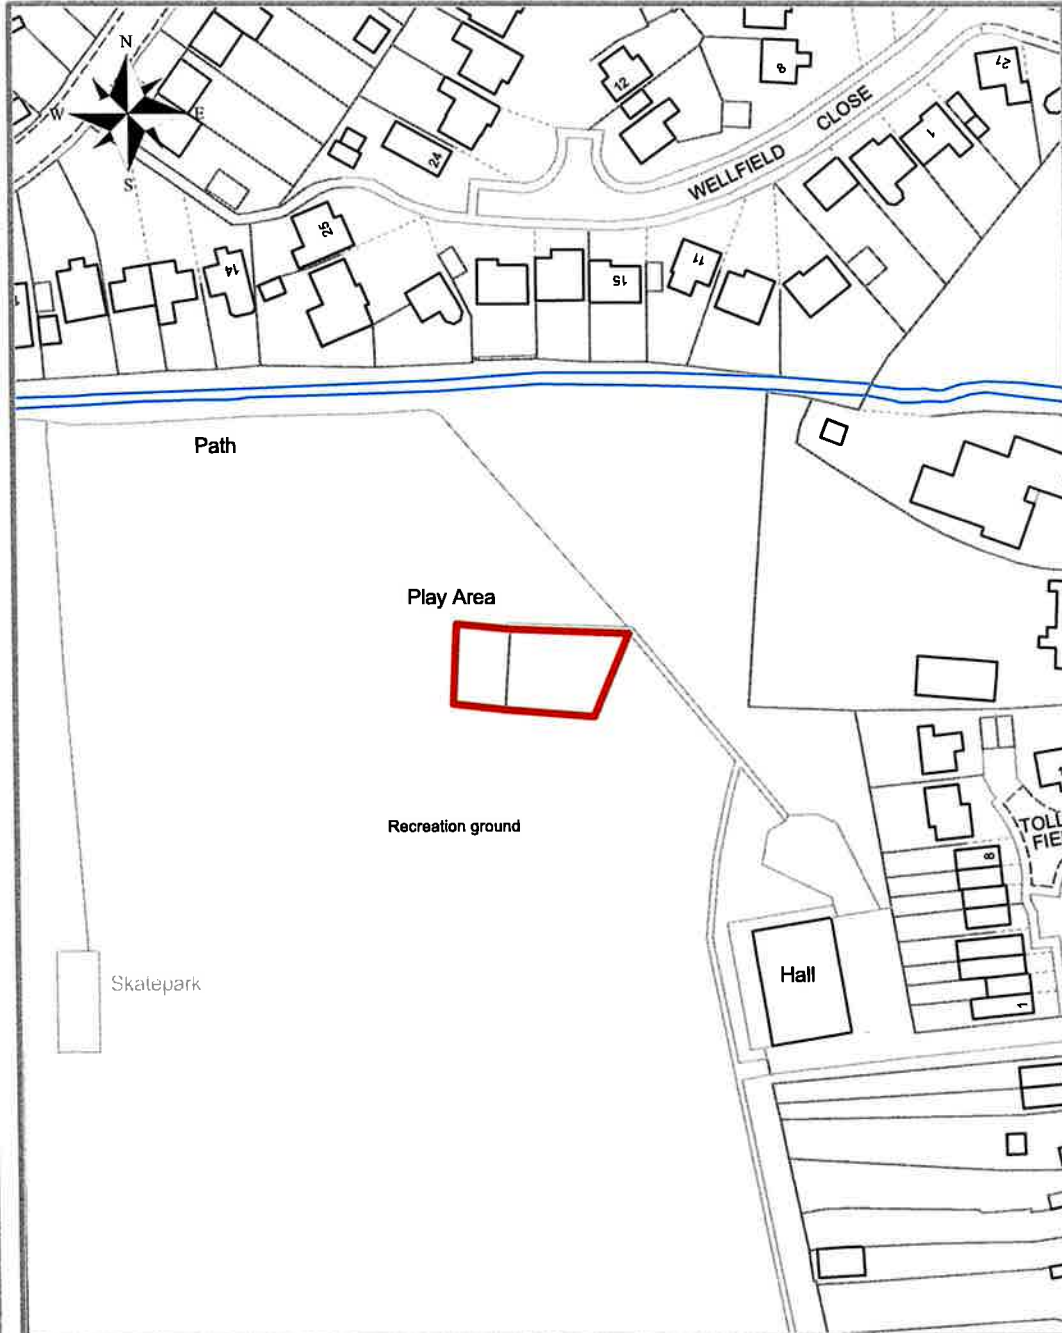 N
W
E
S
12
8
21
24
WELLFIELD CLOSE
1
25
14
15
11
Path
Play Area
Recreation ground
TOLL
FIE
8
Skatepark
Hall
1